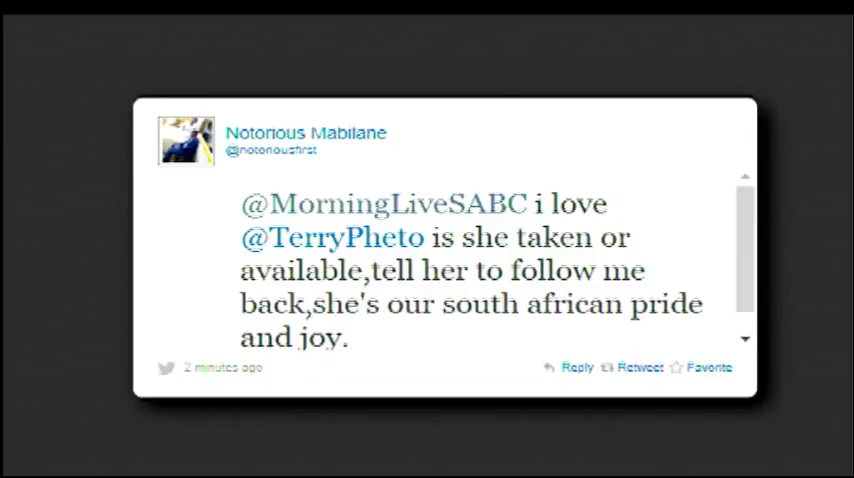 Notorious Mabilane
@notoriousfirst
@MorningLiveSABC i love
@TerryPheto is she taken or
available,tell her to follow me
back,she's our south african pride
and joy.
2 minutes ago
Reply Retweet Favorite